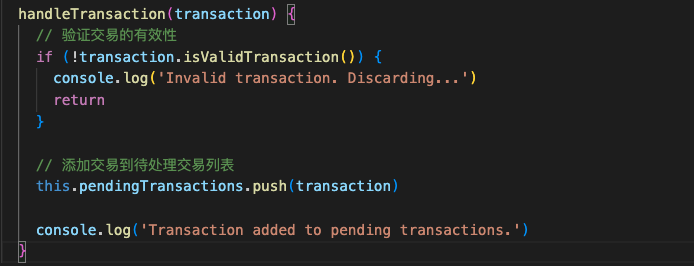 handleTransaction(transaction) {
// 验证交易的有效性
if (!transaction.isValidTransaction()) {
console.log('Invalid transaction. Discarding...')
return
}
// 添加交易到待处理交易列表
this.pendingTransactions.push(transaction)
console.log('Transaction added to pending transactions.')
}